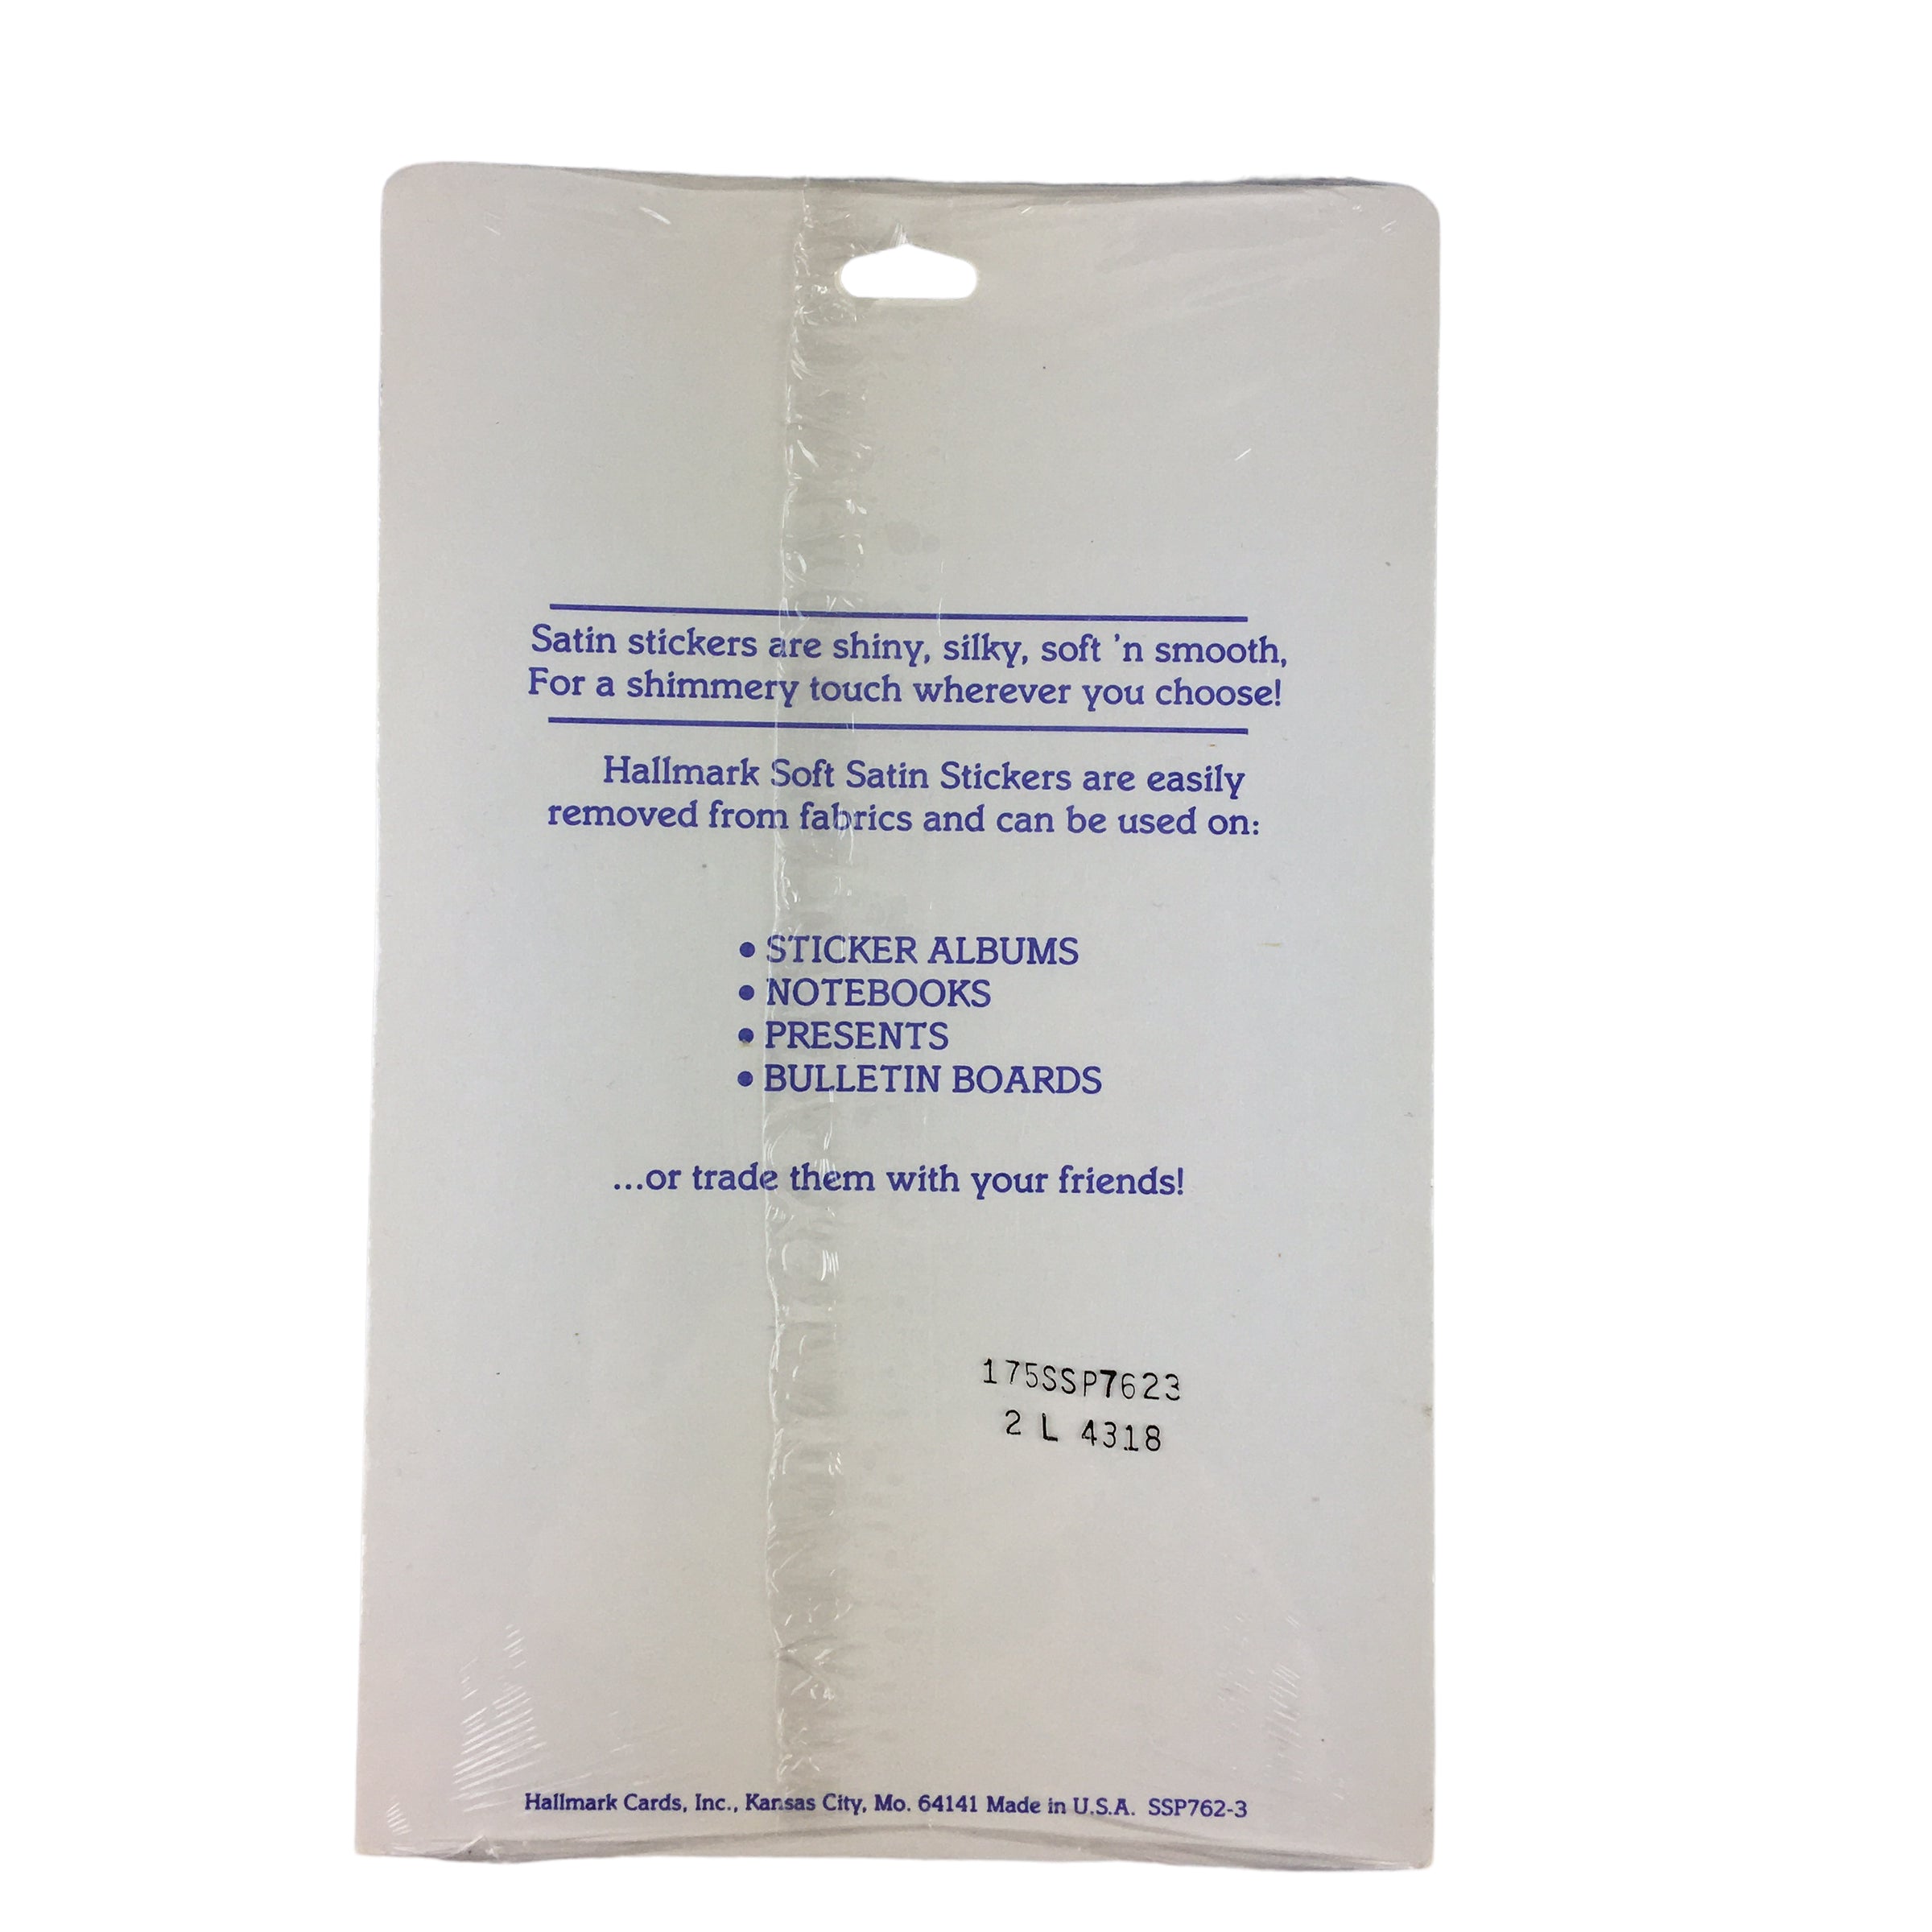 Satin stickers are shiny, silky, soft 'n smooth,
For a shimmery touch wherever you choose!
Hallmark Soft Satin Stickers are easily
removed from fabrics and can be used on:
• STICKER ALBUMS
• NOTEBOOKS
• PRESENTS
• BULLETIN BOARDS
...or trade them with your friends!
175SSP7623
2 L 4318
Hallmark Cards, Inc., Kansas City, Mo. 64141 Made in U.S.A. SSP762-3